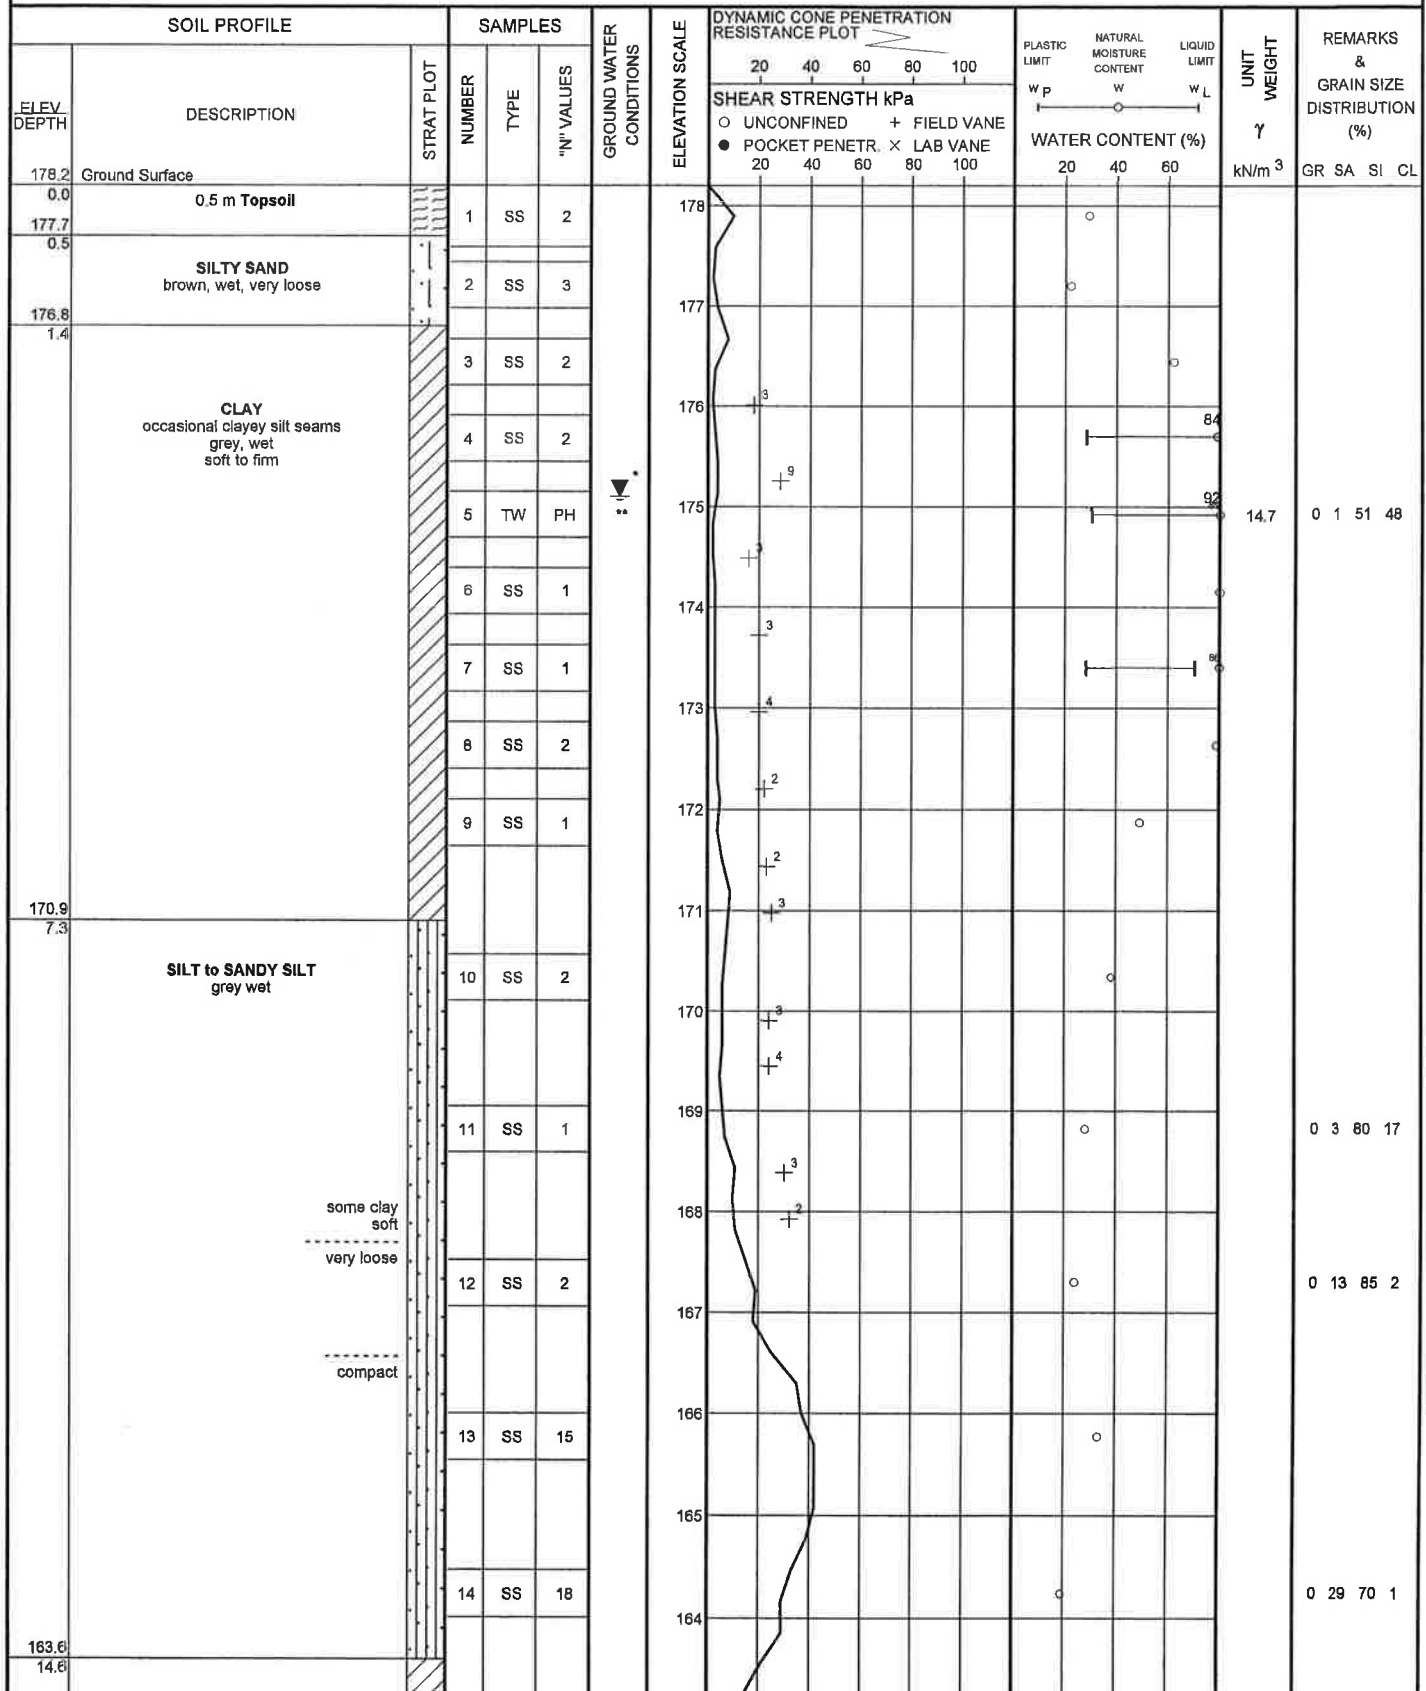 SOIL PROFILE
SAMPLES
ELEV
DEPTH
DESCRIPTION
STRAT PLOT
NUMBER
TYPE
"N" VALUES
GROUND WATER
CONDITIONS
ELEVATION SCALE
DYNAMIC CONE PENETRATION
RESISTANCE PLOT
20 40 60 80 100
SHEAR STRENGTH kPa
○ UNCONFINED + FIELD VANE
● POCKET PENETR. × LAB VANE
20 40 60 80 100
PLASTIC
LIMIT
NATURAL
MOISTURE
CONTENT
LIQUID
LIMIT
W P
W
W L
WATER CONTENT (%)
20 40 60
UNIT
WEIGHT
γ
kN/m 3
REMARKS
&
GRAIN SIZE
DISTRIBUTION
(%)
GR SA SI CL
178.2 Ground Surface
0.0
0.5 m Topsoil
177.7
0.5
SILTY SAND
brown, wet, very loose
176.8
1.4
CLAY
occasional clayey silt seams
grey, wet
soft to firm
170.9
7.3
SILT to SANDY SILT
grey wet
some clay
soft
very loose
compact
163.6
14.6
1 SS 2
2 SS 3
3 SS 2
4 SS 2
5 TW PH
6 SS 1
7 SS 1
8 SS 2
9 SS 1
10 SS 2
11 SS 1
12 SS 2
13 SS 15
14 SS 18
*
**
178
177
176
175
174
173
172
171
170
169
168
167
166
165
164
3
9
3
3
4
2
2
3
3
4
3
2
84
92
86
14.7
0 1 51 48
0 3 80 17
0 13 85 2
0 29 70 1